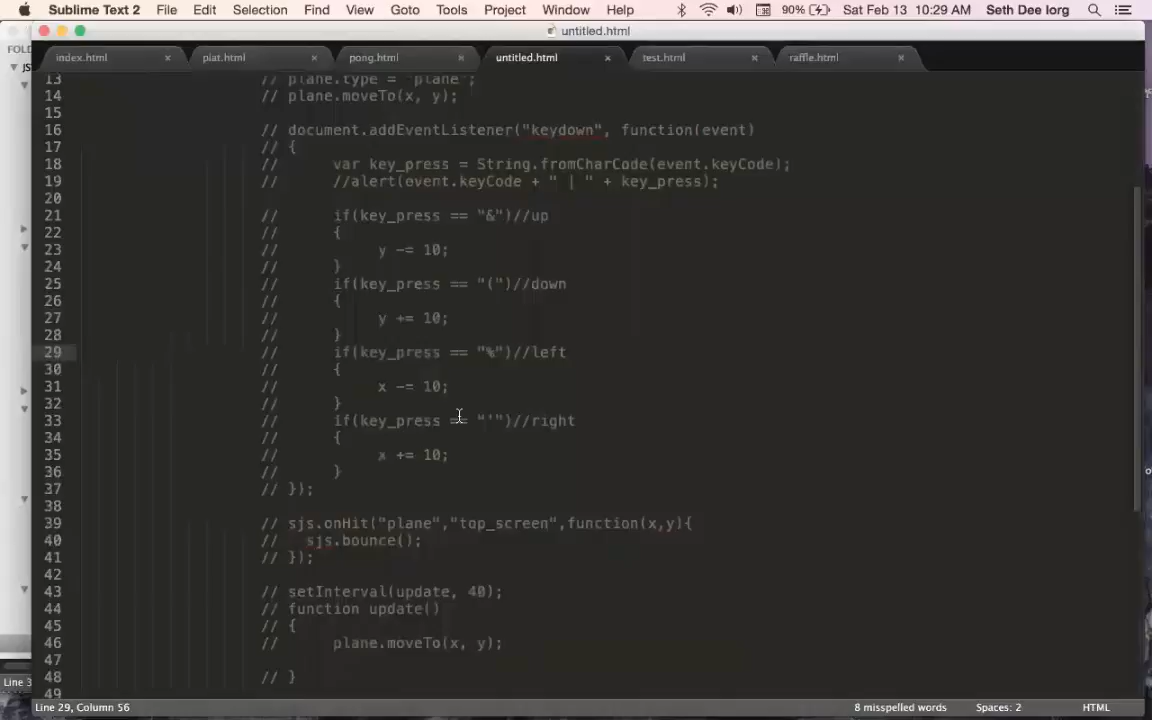 Sublime Text 2 File Edit Selection Find View Goto Tools Project Window Help 90% Sat Feb 13 10:29 AM Seth Dee Iorg
untitled.html
FOL
index.html × piat.html × pong.html × untitled.html × test.html × raffle.html ×
JS
13 // plane.type = "plane";
14 // plane.moveTo(x, y);
15
16 // document.addEventListener("keydown", function(event)
17 // {
18 // var key_press = String.fromCharCode(event.keyCode);
19 // //alert(event.keyCode + " | " + key_press);
20
21 // if(key_press == "&")//up
22 // {
23 // y -= 10;
24 // }
25 // if(key_press == "(")//down
26 // {
27 // y += 10;
28 // }
29 // if(key_press == "%")//left
30 // {
31 // x -= 10;
32 // }
33 // if(key_press == "'")//right
34 // {
35 // x += 10;
36 // }
37 // });
38
39 // sjs.onHit("plane","top_screen",function(x,y){
40 // sjs.bounce();
41 // });
42
43 // setInterval(update, 40);
44 // function update()
45 // {
46 // plane.moveTo(x, y);
47
48 // }
49
Line 3
Line 29, Column 56 8 misspelled words Spaces: 2 HTML